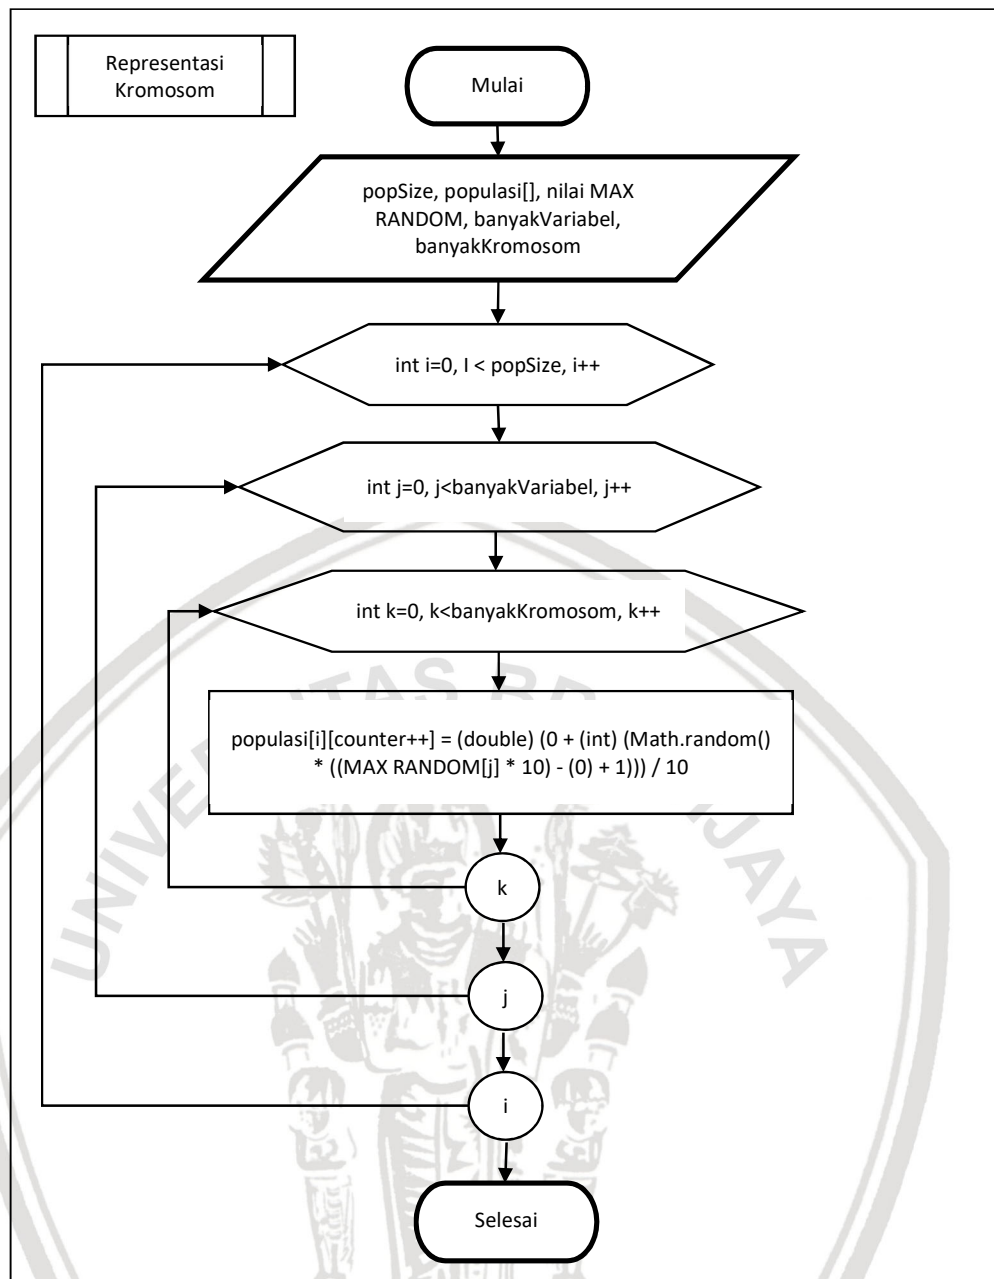 Representasi
Kromosom
Mulai
popSize, populasi[], nilai MAX
RANDOM, banyakVariabel,
banyakKromosom
int i=0, I < popSize, i++
int j=0, j<banyakVariabel, j++
int k=0, k<banyakKromosom, k++
populasi[i][counter++] = (double) (0 + (int) (Math.random()
* ((MAX RANDOM[j] * 10) - (0) + 1))) / 10
k
j
i
Selesai